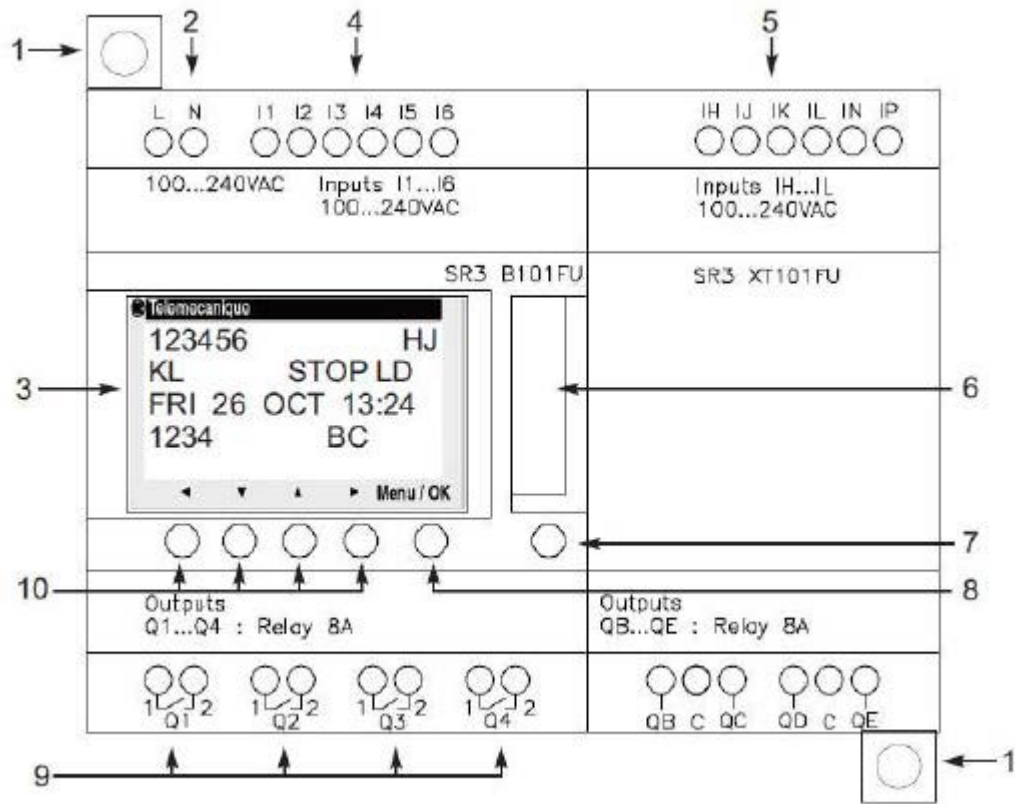 2 4 5
1
L N I1 I2 I3 I4 I5 I6 IH IJ IK IL IN IP
100...240VAC Inputs I1...I6 Inputs IH...IL
100...240VAC 100...240VAC
SR3 B101FU SR3 XT101FU
Telemecanique
123456 HJ
KL STOP LD
3 6
FRI 26 OCT 13:24
1234 BC
Menu / OK
7
10 8
Outputs Outputs
Q1...Q4 : Relay 8A QB...QE : Relay 8A
1 2 1 2 1 2 1 2
Q1 Q2 Q3 Q4 QB C QC QD C QE
9 1